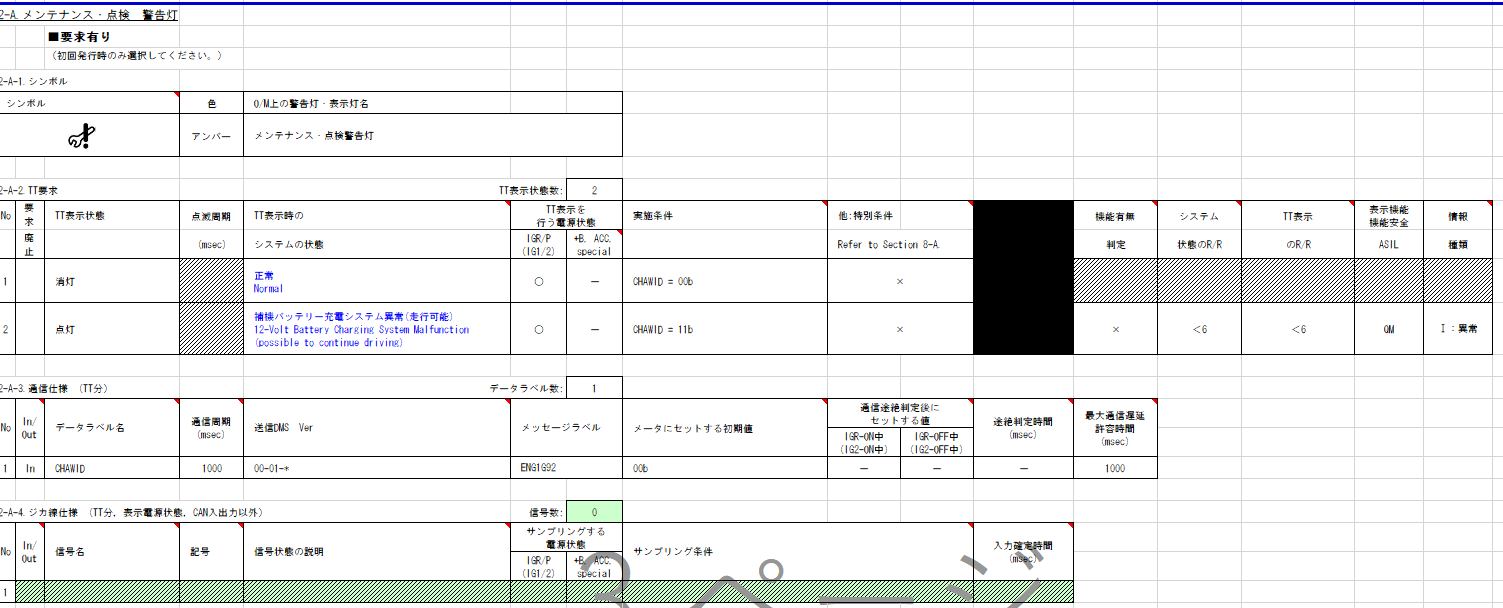 2-A.メンテナンス・点検　警告灯
■要求有り
（初回発行時のみ選択してください。）
2-A-1.シンボル
シンボル 色 O/M上の警告灯・表示灯名
アンバー メンテナンス・点検警告灯
2-A-2.TT要求 TT表示状態数: 2
No 要求 TT表示状態 点滅周期 TT表示時の TT表示を 実施条件 他:特別条件 機能有無 システム TT表示 表示機能 情報
行う電源状態 機能安全
廃止 (msec) システムの状態 IGR/P +B, ACC, Refer to Section 8-A. 判定 状態のR/R のR/R ASIL 種類
(IG1/2) special
正常
1 消灯 ○ － CHAWID = 00b ×
Normal
補機バッテリー充電システム異常(走行可能)
2 点灯 12-Volt Battery Charging System Malfunction ○ － CHAWID = 11b × × <6 <6 QM Ⅰ：異常
(possible to continue driving)
2-A-3.通信仕様　（TT分） データラベル数: 1
通信途絶判定後に
No In/ データラベル名 通信周期 送信DMS　Ver メッセージラベル メータにセットする初期値 セットする値 途絶判定時間 最大通信遅延
Out (msec) IGR-ON中 IGR-OFF中 (msec) 許容時間
(IG2-ON中) (IG2-OFF中) (msec)
1 In CHAWID 1000 00-01-* ENG1G92 00b － － － 1000
2-A-4.ジカ線仕様　（TT分，表示電源状態，CAN入出力以外） 信号数: 0
サンプリングする
No In/ 信号名 記号 信号状態の説明 電源状態 サンプリング条件 入力確定時間
Out IGR/P +B, ACC, (msec)
(IG1/2) special
1